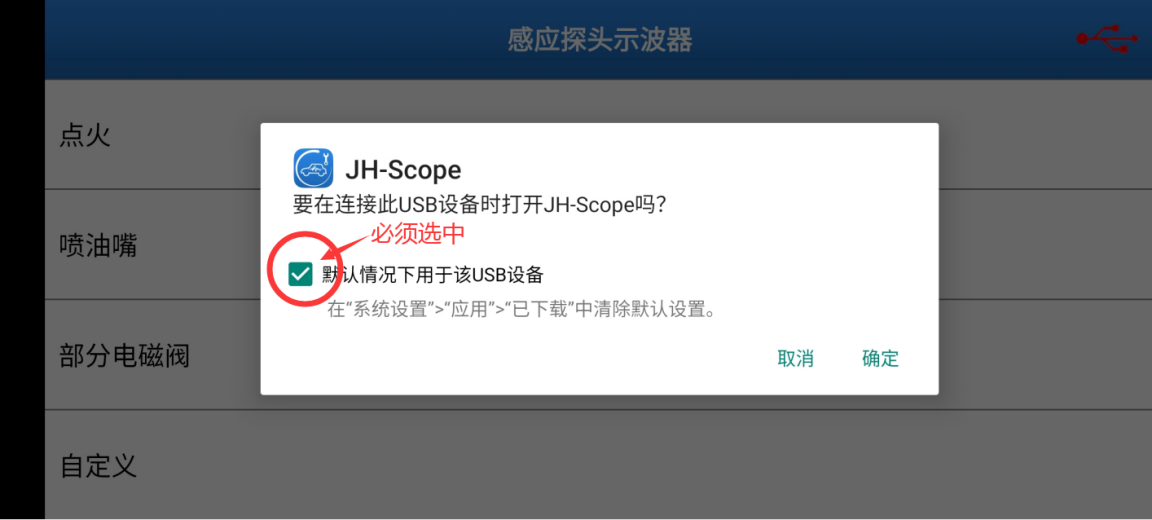 感应探头示波器
点火
JH-Scope
要在连接此USB设备时打开JH-Scope吗？
必须选中
喷油嘴
默认情况下用于该USB设备
在“系统设置”>“应用”>“已下载”中清除默认设置。
部分电磁阀
取消 确定
自定义